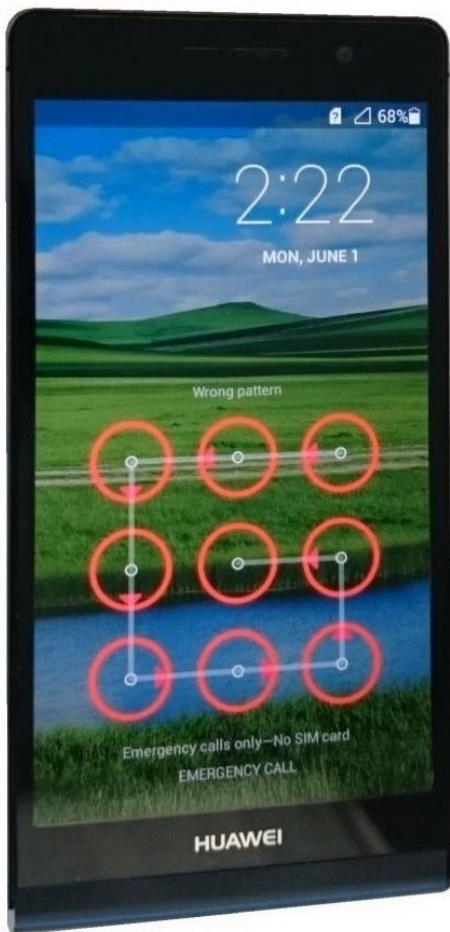 68%
2:22
MON, JUNE 1
Wrong pattern
Emergency calls only—No SIM card
EMERGENCY CALL
HUAWEI